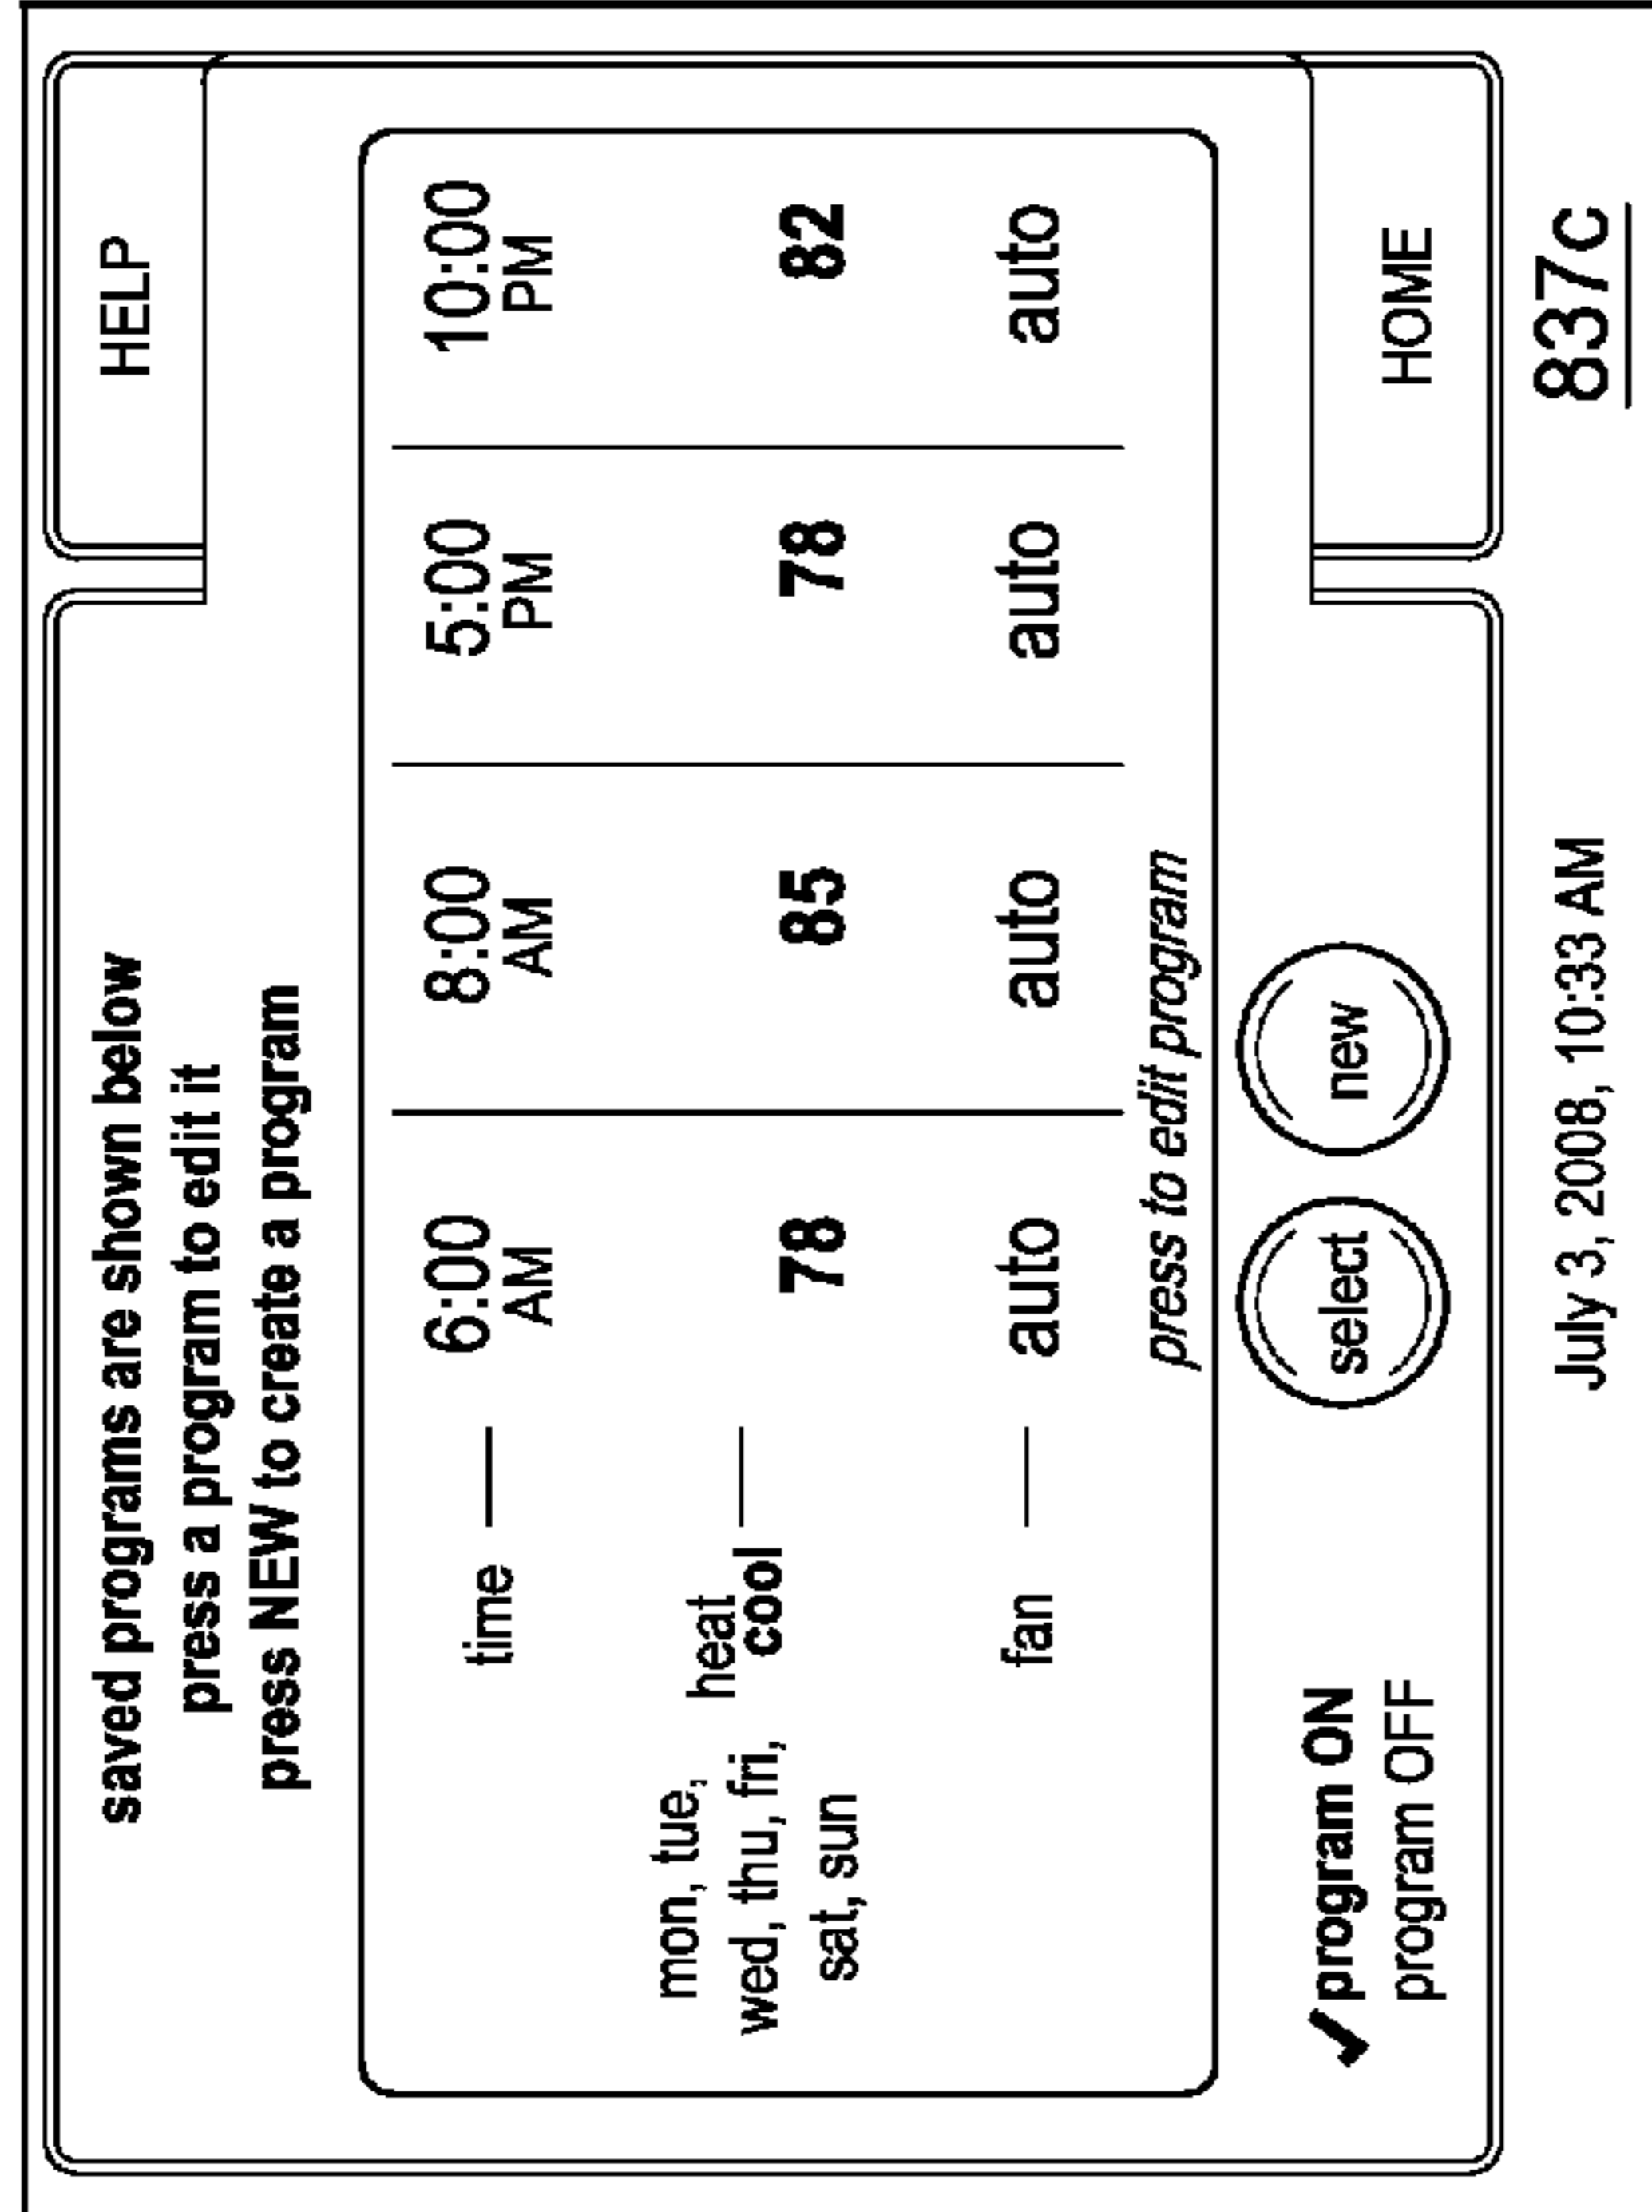 saved programs are shown below
press a program to edit it
press NEW to create a program
HELP
time — 6:00 AM 8:00 AM 5:00 PM 10:00 PM
mon, tue,
wed, thu, fri,
sat, sun
heat
cool — 78 85 78 82
fan — auto auto auto auto
press to edit program
✓program ON
program OFF
select
new
HOME
July 3, 2008, 10:33 AM
837c